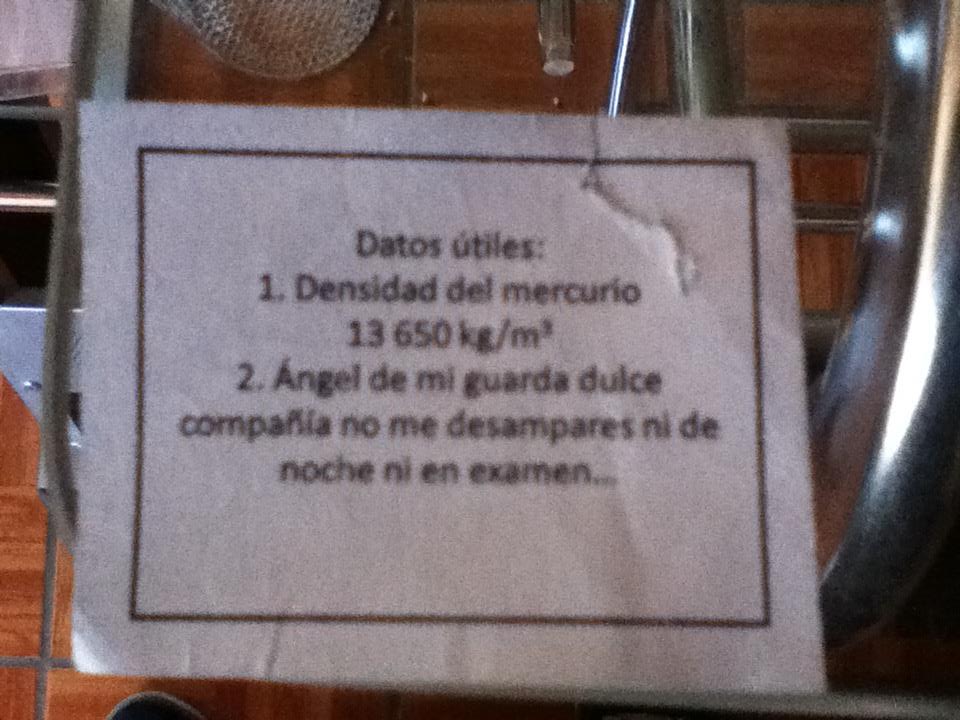 Datos útiles:
1. Densidad del mercurio
13 650 kg/m³
2. Ángel de mi guarda dulce
compañía no me desampares ni de
noche ni en examen...